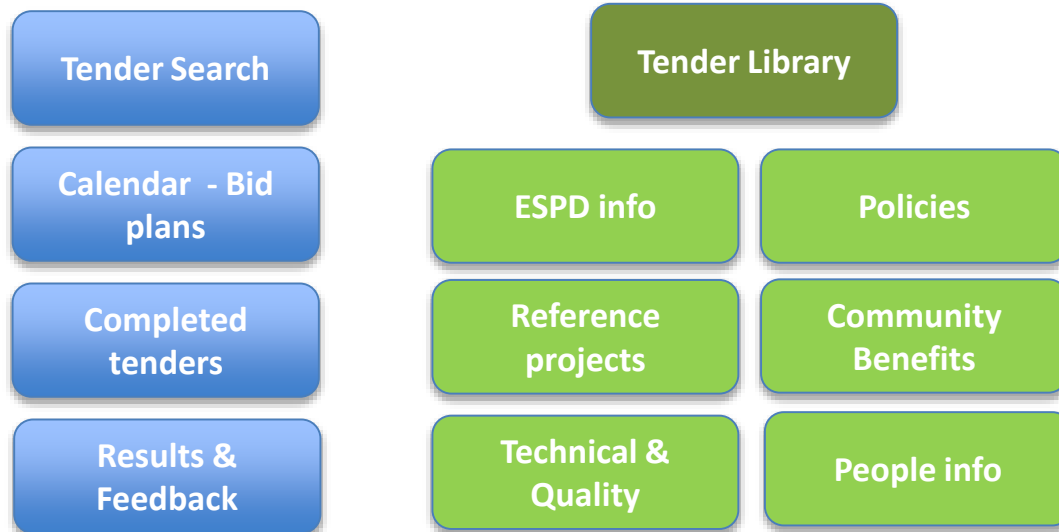 Tender Search
Calendar  - Bid
plans
Completed
tenders
Results &
Feedback
Tender Library
ESPD info
Policies
Reference
projects
Community
Benefits
Technical &
Quality
People info